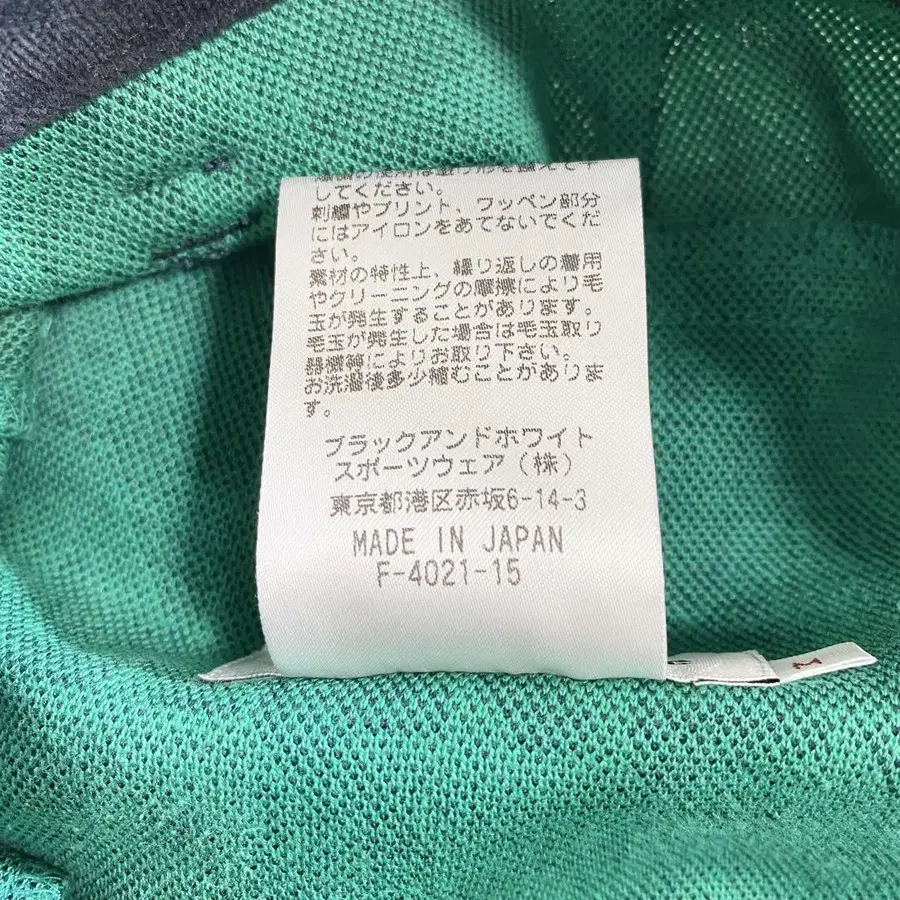 してください。
刺繍やプリント、ワッペン部分
にはアイロンをあてないでくだ
さい。
素材の特性上、繰り返しの着用
やクリーニングの摩擦により毛
玉が発生することがあります。
毛玉が発生した場合は毛玉取り
器機等によりお取り下さい。
お洗濯後多少縮むことがありま
す。
ブラックアンドホワイト
スポーツウェア(株)
東京都港区赤坂6-14-3
MADE IN JAPAN
F-4021-15